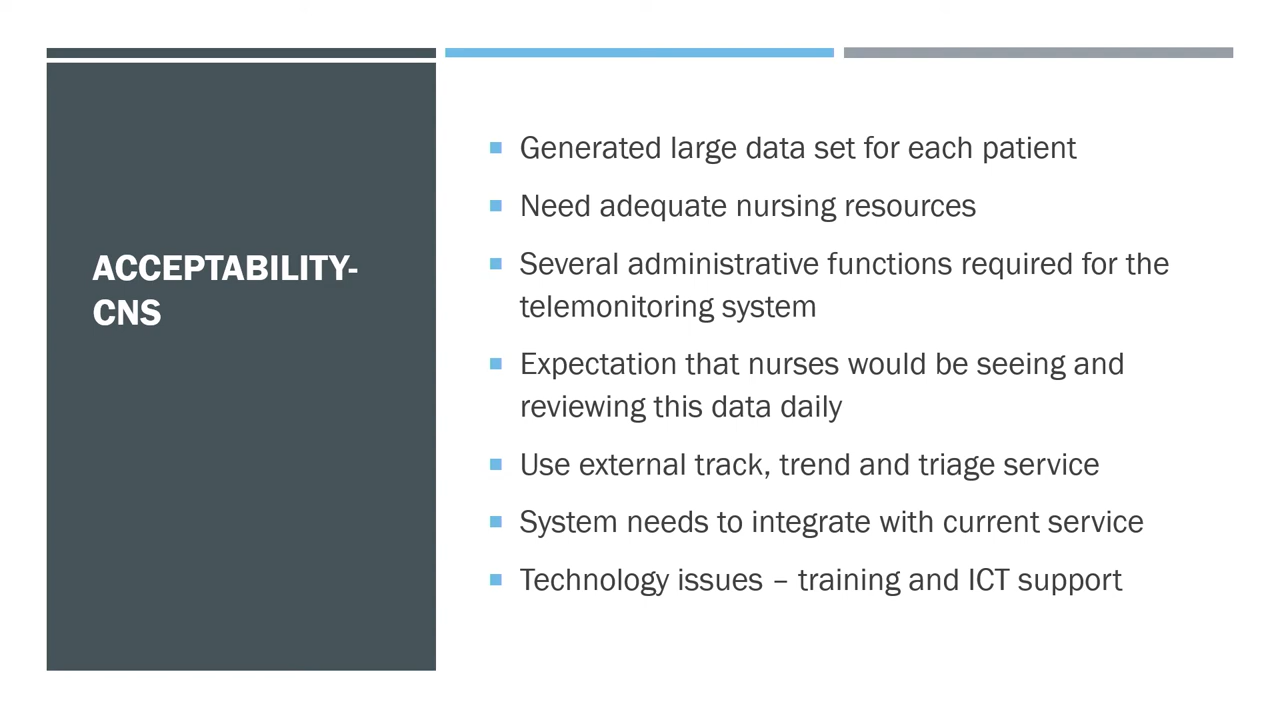 ACCEPTABILITY-
CNS
Generated large data set for each patient
Need adequate nursing resources
Several administrative functions required for the
telemonitoring system
Expectation that nurses would be seeing and
reviewing this data daily
Use external track, trend and triage service
System needs to integrate with current service
Technology issues – training and ICT support